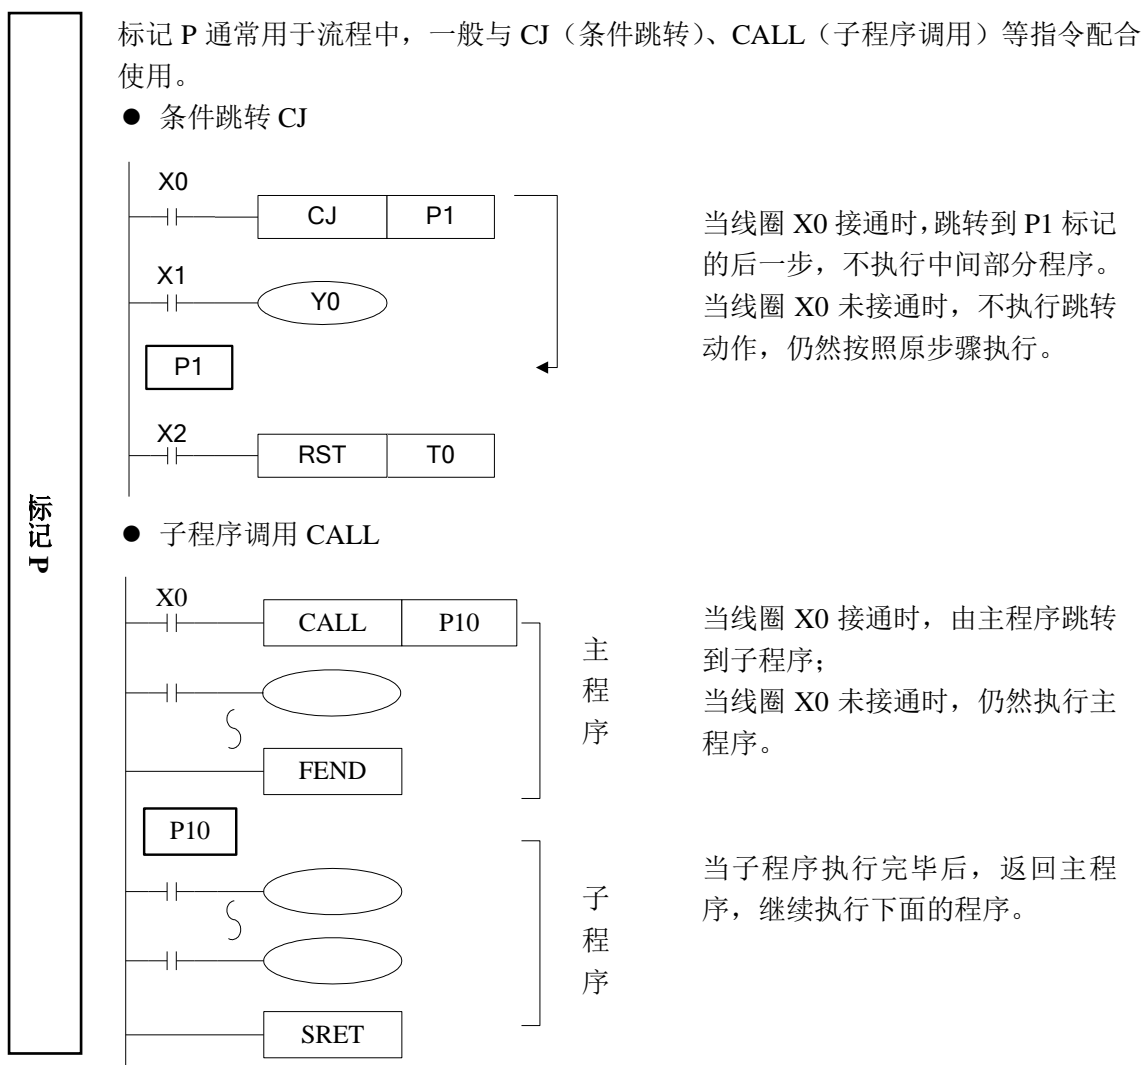 标记 P 通常用于流程中，一般与 CJ（条件跳转）、CALL（子程序调用）等指令配合
使用。
● 条件跳转 CJ
X0
CJ P1
X1
Y0
P1
X2
RST T0
当线圈 X0 接通时，跳转到 P1 标记
的后一步，不执行中间部分程序。
当线圈 X0 未接通时，不执行跳转
动作，仍然按照原步骤执行。
标记 P
● 子程序调用 CALL
X0
CALL P10
FEND
主程序
当线圈 X0 接通时，由主程序跳转
到子程序；
当线圈 X0 未接通时，仍然执行主
程序。
P10
SRET
子程序
当子程序执行完毕后，返回主程
序，继续执行下面的程序。